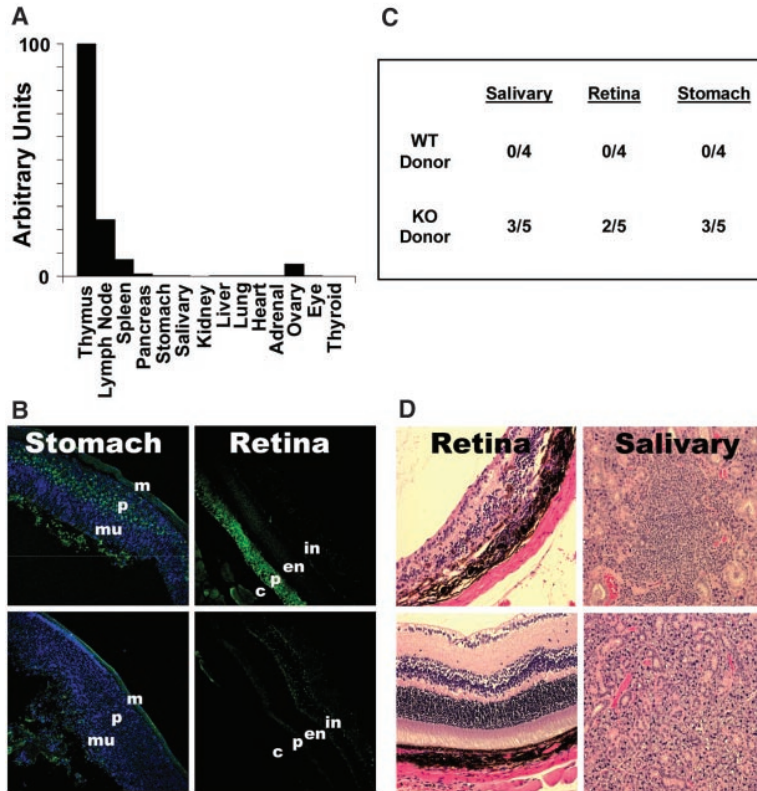 A
100
0
Arbitrary Units
Thymus
Lymph Node
Spleen
Pancreas
Stomach
Salivary
Kidney
Liver
Lung
Heart
Adrenal
Ovary
Eye
Thyroid
C
Salivary Retina Stomach
WT
Donor
0/4 0/4 0/4
KO
Donor
3/5 2/5 3/5
B
Stomach
m
p
mu
Retina
in
en
p
c
m
p
mu
in
en
p
c
D
Retina
Salivary